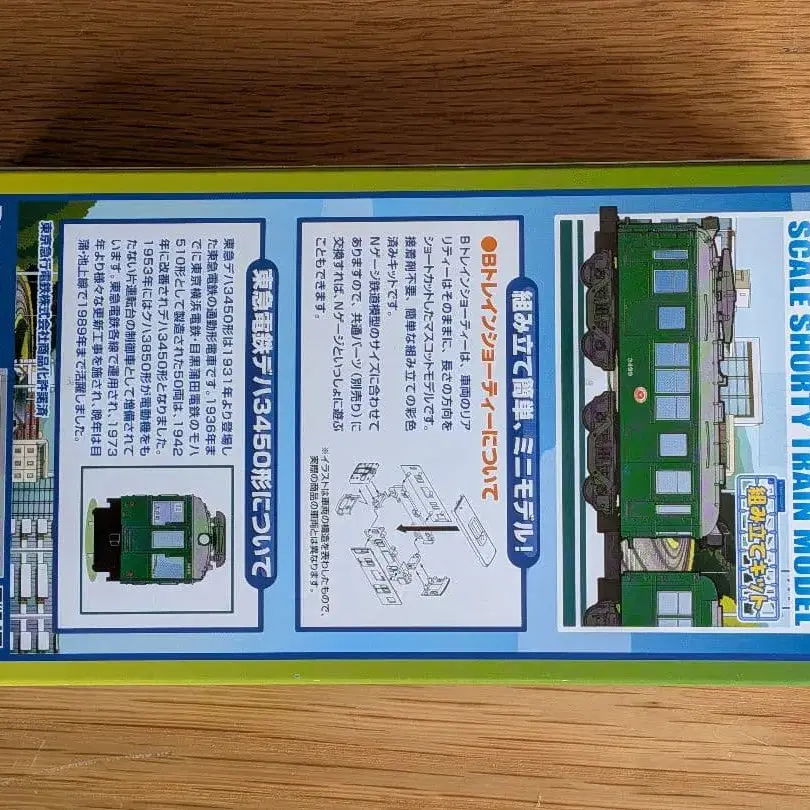 SCALE SHORTY TRAIN MODEL
組み立てキット
3499
組み立て簡単、ミニモデル!
●Bトレインショーティーについて
Bトレインショーティーは、車両のリア
リティーはそのままに、長さの方向を
ショートカットしたマスコットモデルです。
接着剤不要、簡単な組み立ての彩色
済みキットです。
Nゲージ鉄道模型のサイズに合わせて
ありますので、共通パーツ(別売り)に
交換すれば、Nゲージといっしょに遊ぶ
こともできます。
※イラストは車両の構造を表わしたもので、
実際の商品の車両とは異なります。
東急電鉄デハ3450形について
東急デハ3450形は1931年より登場し
た東急電鉄の通勤形電車です。1936年ま
でに東京横浜電鉄・目黒蒲田電鉄のモハ
510形として製造された50両は、1942
年に改番されデハ3450形となりました。
1953年にはクハ3850形が電動機をも
たない片運転台の制御車として増備されて
います。東急電鉄各線で運用され、1973
年より様々な更新工事を施され、晩年は目
蒲・池上線で1989年まで活躍しました。
東京急行電鉄株式会社商品化許諾済